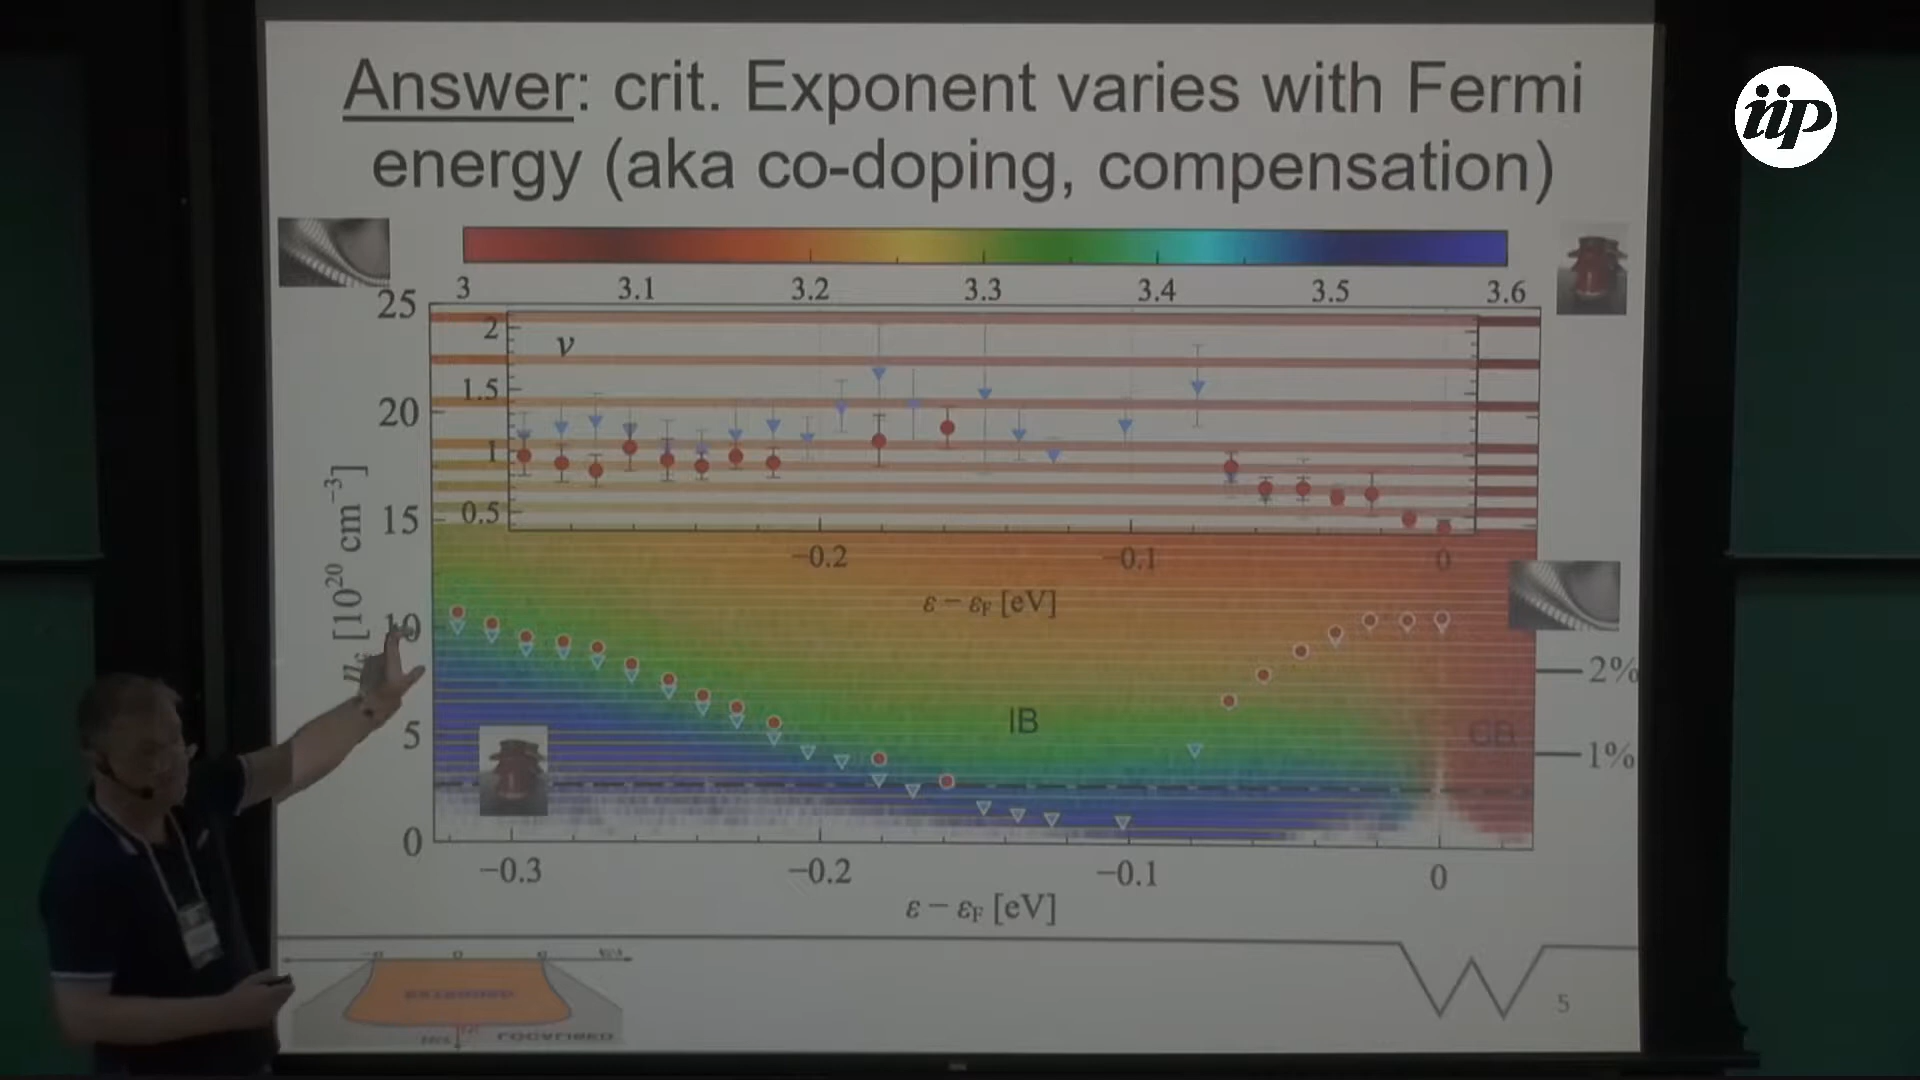 Answer: crit. Exponent varies with Fermi
energy (aka co-doping, compensation)
iip
3 3.1 3.2 3.3 3.4 3.5 3.6
25
20
15
10
5
0
n_c [10^20 cm^−3]
ν
2
1.5
1
0.5
−0.2 −0.1 0
ε − ε_F [eV]
IB
CB
2%
1%
−0.3 −0.2 −0.1 0
ε − ε_F [eV]
EXTENDED
LOCALISED
5